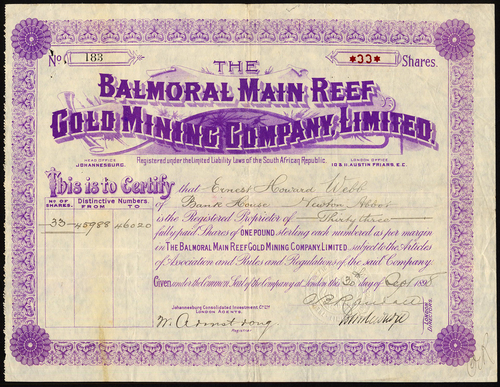 No. 183
*33* Shares.
THE
BALMORAL MAIN REEF
GOLD MINING COMPANY, LIMITED.
HEAD OFFICE
JOHANNESBURG.
Registered under the Limited Liability Laws of the South African Republic.
LONDON OFFICE
10 & 11, AUSTIN FRIARS, E.C.
This is to Certify that Ernest Howard Webb
Bank House Newton Abbot
is the Registered Proprietor of Thirty three
fully paid Shares of ONE POUND sterling each numbered as per margin
in THE BALMORAL MAIN REEF GOLD MINING COMPANY, LIMITED subject to the Articles
of Association and Rules and Regulations of the said Company.
Given under the Common Seal of the Company at London this 30th day of Sept 1895
NO. OF SHARES.
Distinctive Numbers.
FROM TO
33 45988 46020
Johannesburg Consolidated Investment Co. Ld.
LONDON AGENTS.
W. Armstrong
Registrar
LONDON DIRECTORS.